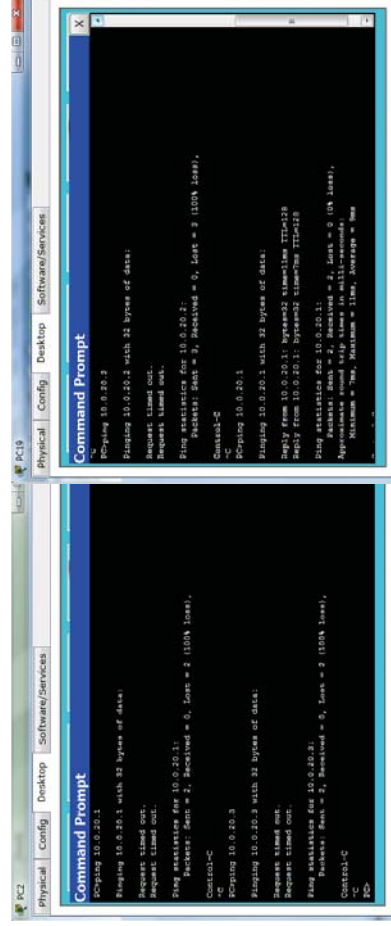 PC2
Physical Config Desktop Software/Services
Command Prompt
PC>ping 10.0.20.1
Pinging 10.0.20.1 with 32 bytes of data:
Request timed out.
Request timed out.
Ping statistics for 10.0.20.1:
Packets: Sent = 2, Received = 0, Lost = 2 (100% loss),
Control-C
^C
PC>ping 10.0.20.3
Pinging 10.0.20.3 with 32 bytes of data:
Request timed out.
Request timed out.
Ping statistics for 10.0.20.3:
Packets: Sent = 2, Received = 0, Lost = 2 (100% loss),
Control-C
^C
PC>
PC19
Physical Config Desktop Software/Services
Command Prompt
X
^C
PC>ping 10.0.20.2
Pinging 10.0.20.2 with 32 bytes of data:
Request timed out.
Request timed out.
Ping statistics for 10.0.20.2:
Packets: Sent = 3, Received = 0, Lost = 3 (100% loss),
Control-C
^C
PC>ping 10.0.20.1
Pinging 10.0.20.1 with 32 bytes of data:
Reply from 10.0.20.1: bytes=32 time=11ms TTL=128
Reply from 10.0.20.1: bytes=32 time=7ms TTL=128
Ping statistics for 10.0.20.1:
Packets: Sent = 2, Received = 2, Lost = 0 (0% loss),
Approximate round trip times in milli-seconds:
Minimum = 7ms, Maximum = 11ms, Average = 9ms